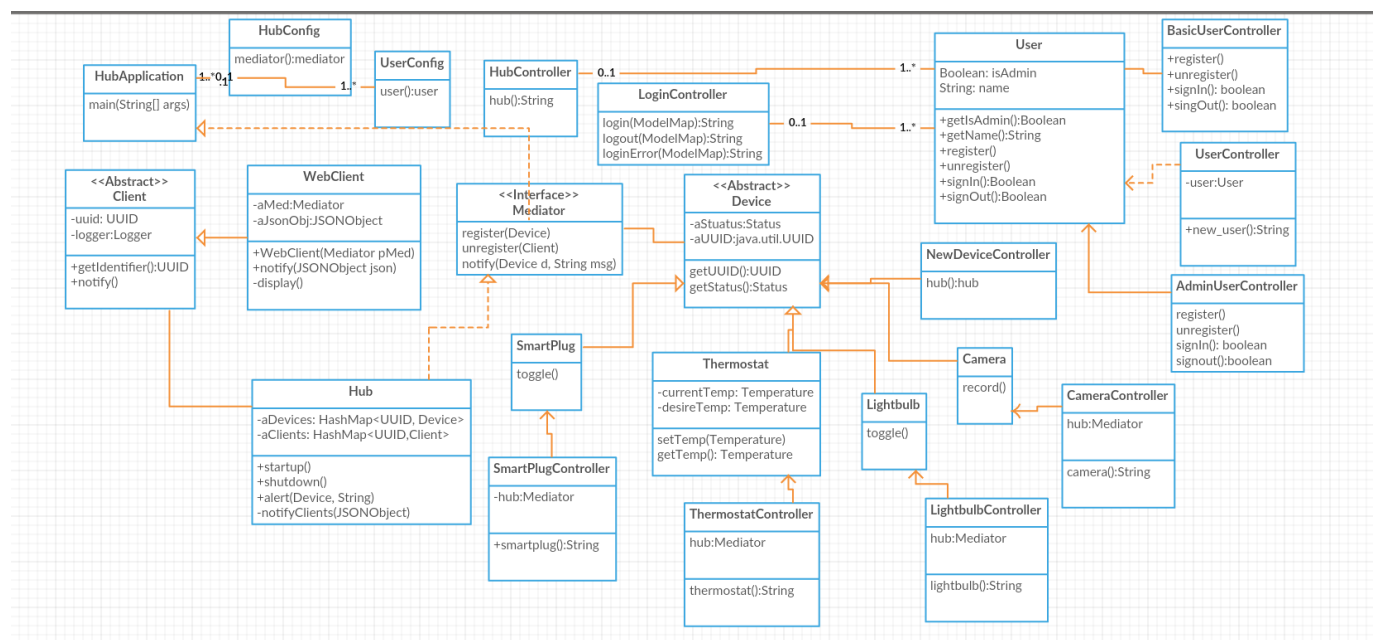 HubConfig
mediator():mediator
UserConfig
user():user
HubApplication
main(String[] args)
1..*
0..1
.1
1..*
HubController
hub():String
0..1
1..*
LoginController
login(ModelMap):String
logout(ModelMap):String
loginError(ModelMap):String
0..1
1..*
User
Boolean: isAdmin
String: name
+getIsAdmin():Boolean
+getName():String
+register()
+unregister()
+signIn():Boolean
+signOut():Boolean
BasicUserController
+register()
+unregister()
+signIn(): boolean
+singOut(): boolean
UserController
-user:User
+new_user():String
<<Abstract>>
Client
-uuid: UUID
-logger:Logger
+getIdentifier():UUID
+notify()
WebClient
-aMed:Mediator
-aJsonObj:JSONObject
+WebClient(Mediator pMed)
+notify(JSONObject json)
-display()
<<Interface>>
Mediator
register(Device)
unregister(Client)
notify(Device d, String msg)
<<Abstract>>
Device
-aStuatus:Status
-aUUID:java.util.UUID
getUUID():UUID
getStatus():Status
NewDeviceController
hub():hub
AdminUserController
register()
unregister()
signIn(): boolean
signout():boolean
SmartPlug
toggle()
Thermostat
-currentTemp: Temperature
-desireTemp: Temperature
setTemp(Temperature)
getTemp(): Temperature
Lightbulb
toggle()
Camera
record()
CameraController
hub:Mediator
camera():String
Hub
-aDevices: HashMap<UUID, Device>
-aClients: HashMap<UUID,Client>
+startup()
+shutdown()
+alert(Device, String)
-notifyClients(JSONObject)
SmartPlugController
-hub:Mediator
+smartplug():String
ThermostatController
hub:Mediator
thermostat():String
LightbulbController
hub:Mediator
lightbulb():String